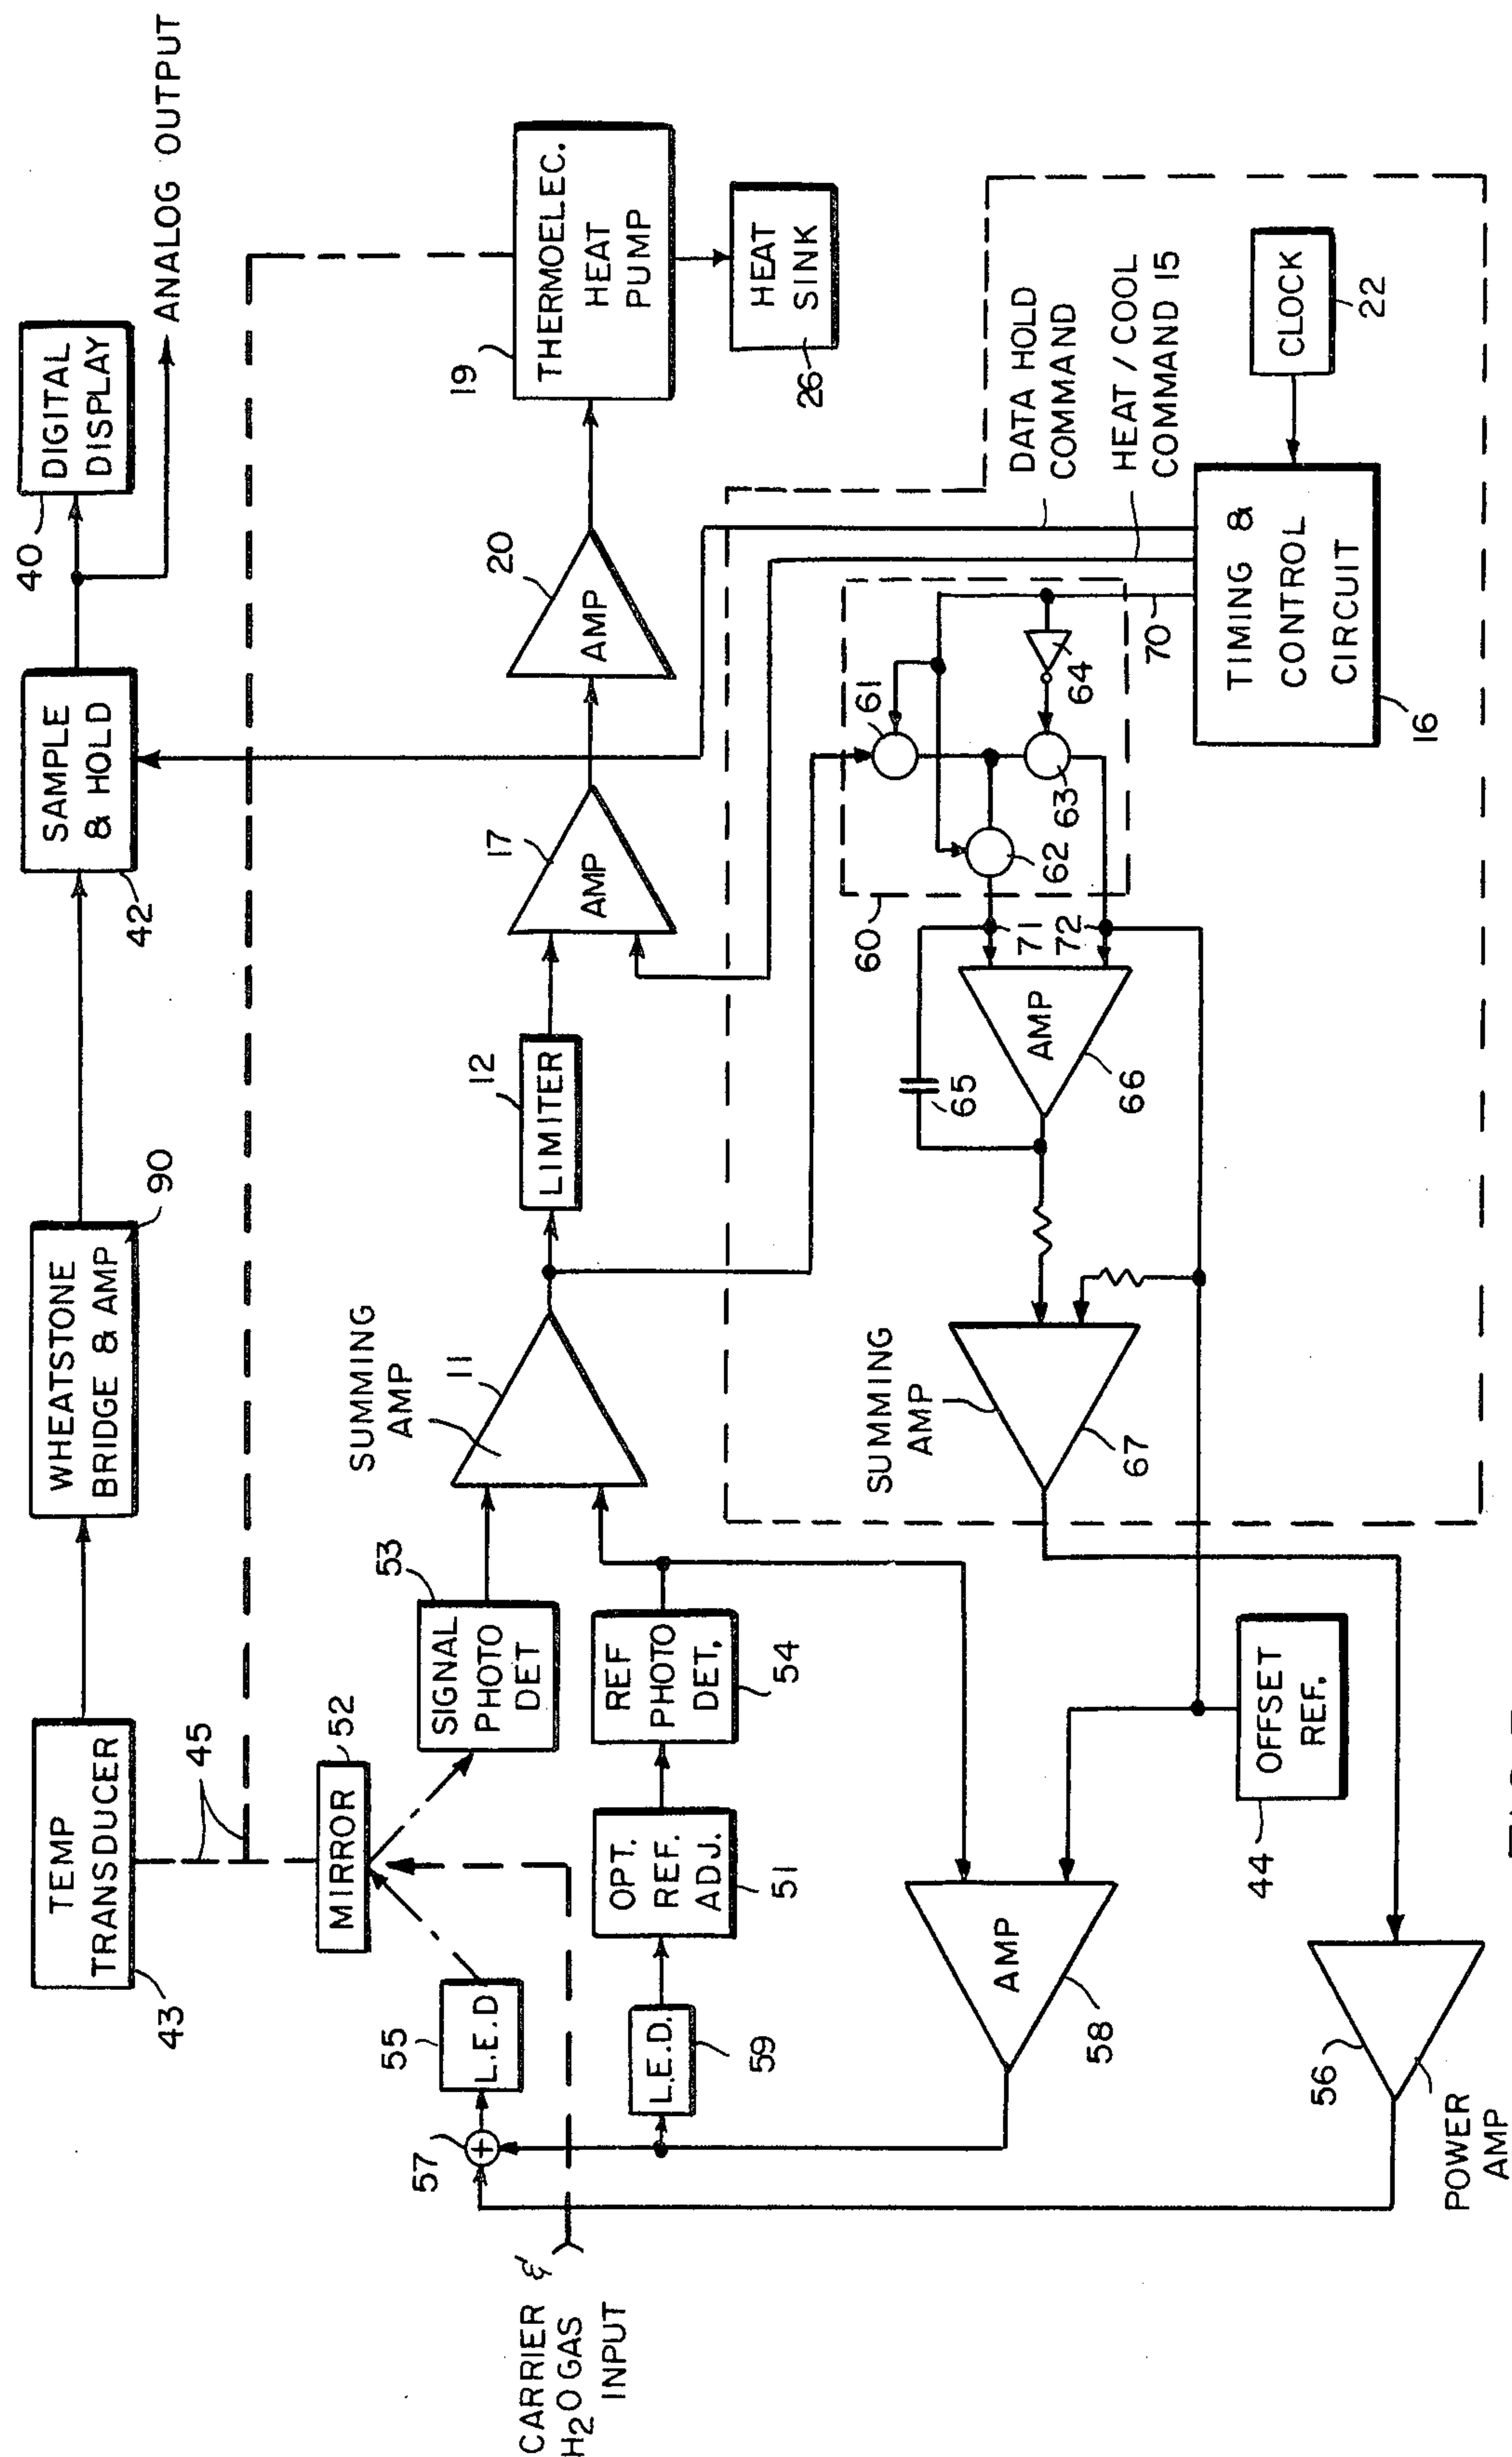 TEMP
TRANSDUCER
43
WHEATSTONE
BRIDGE & AMP
90
SAMPLE
& HOLD
42
DIGITAL
DISPLAY
40
ANALOG OUTPUT
45
MIRROR
52
55
L.E.D
57
SIGNAL
PHOTO
DET
53
SUMMING
AMP
11
LIMITER
12
AMP
17
AMP
20
THERMOELEC.
HEAT
PUMP
19
HEAT
SINK
26
CARRIER &
H2O GAS
INPUT
L.E.D.
59
OPT.
REF.
ADJ.
51
REF
PHOTO
DET.
54
AMP
58
OFFSET
REF.
44
56
POWER
AMP
SUMMING
AMP
67
65
AMP
66
71
72
60
61
62
63
64
70
DATA HOLD
COMMAND
HEAT / COOL
COMMAND 15
TIMING &
CONTROL
CIRCUIT
16
CLOCK
22